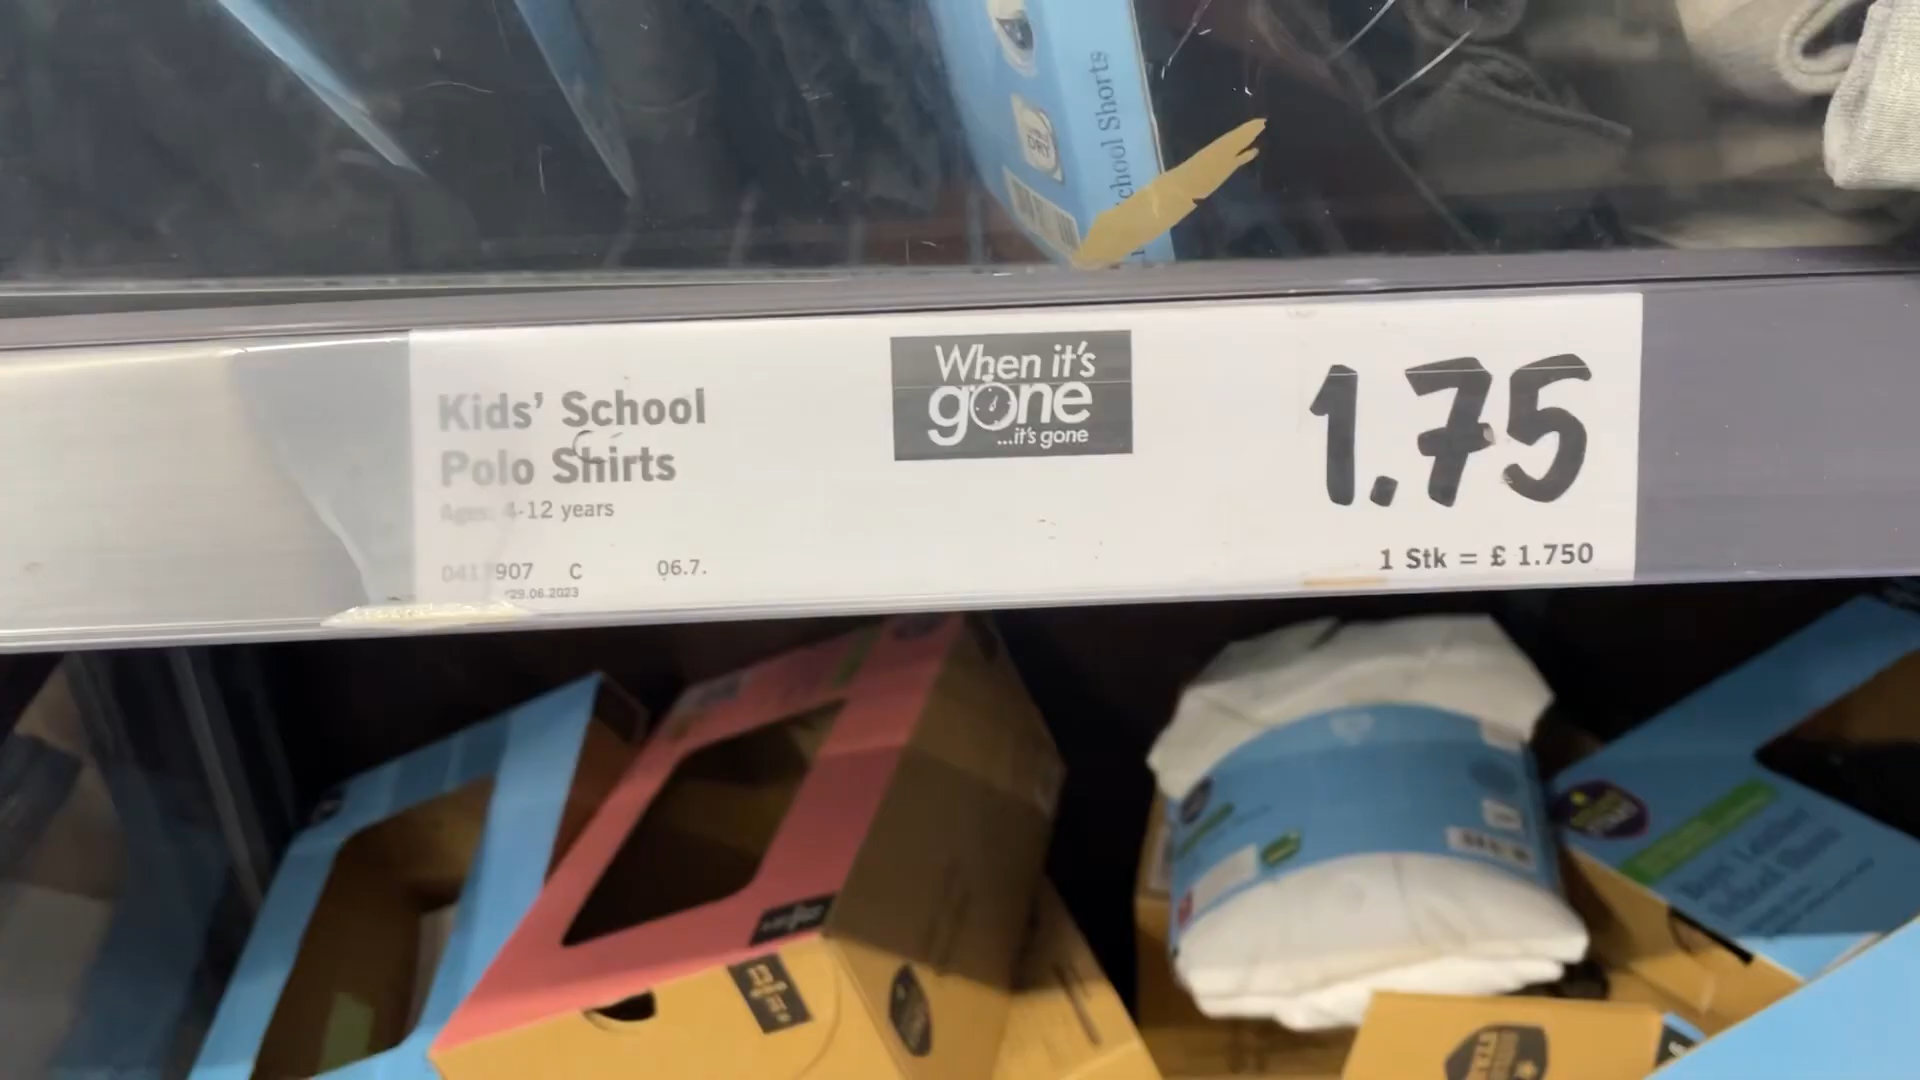 School Shorts
DRY
Kids' School
Polo Shirts
Ages: 4-12 years
When it's
gone
...it's gone
1.75
907 C 06.7.
29.06.2023
1 Stk = £ 1.750